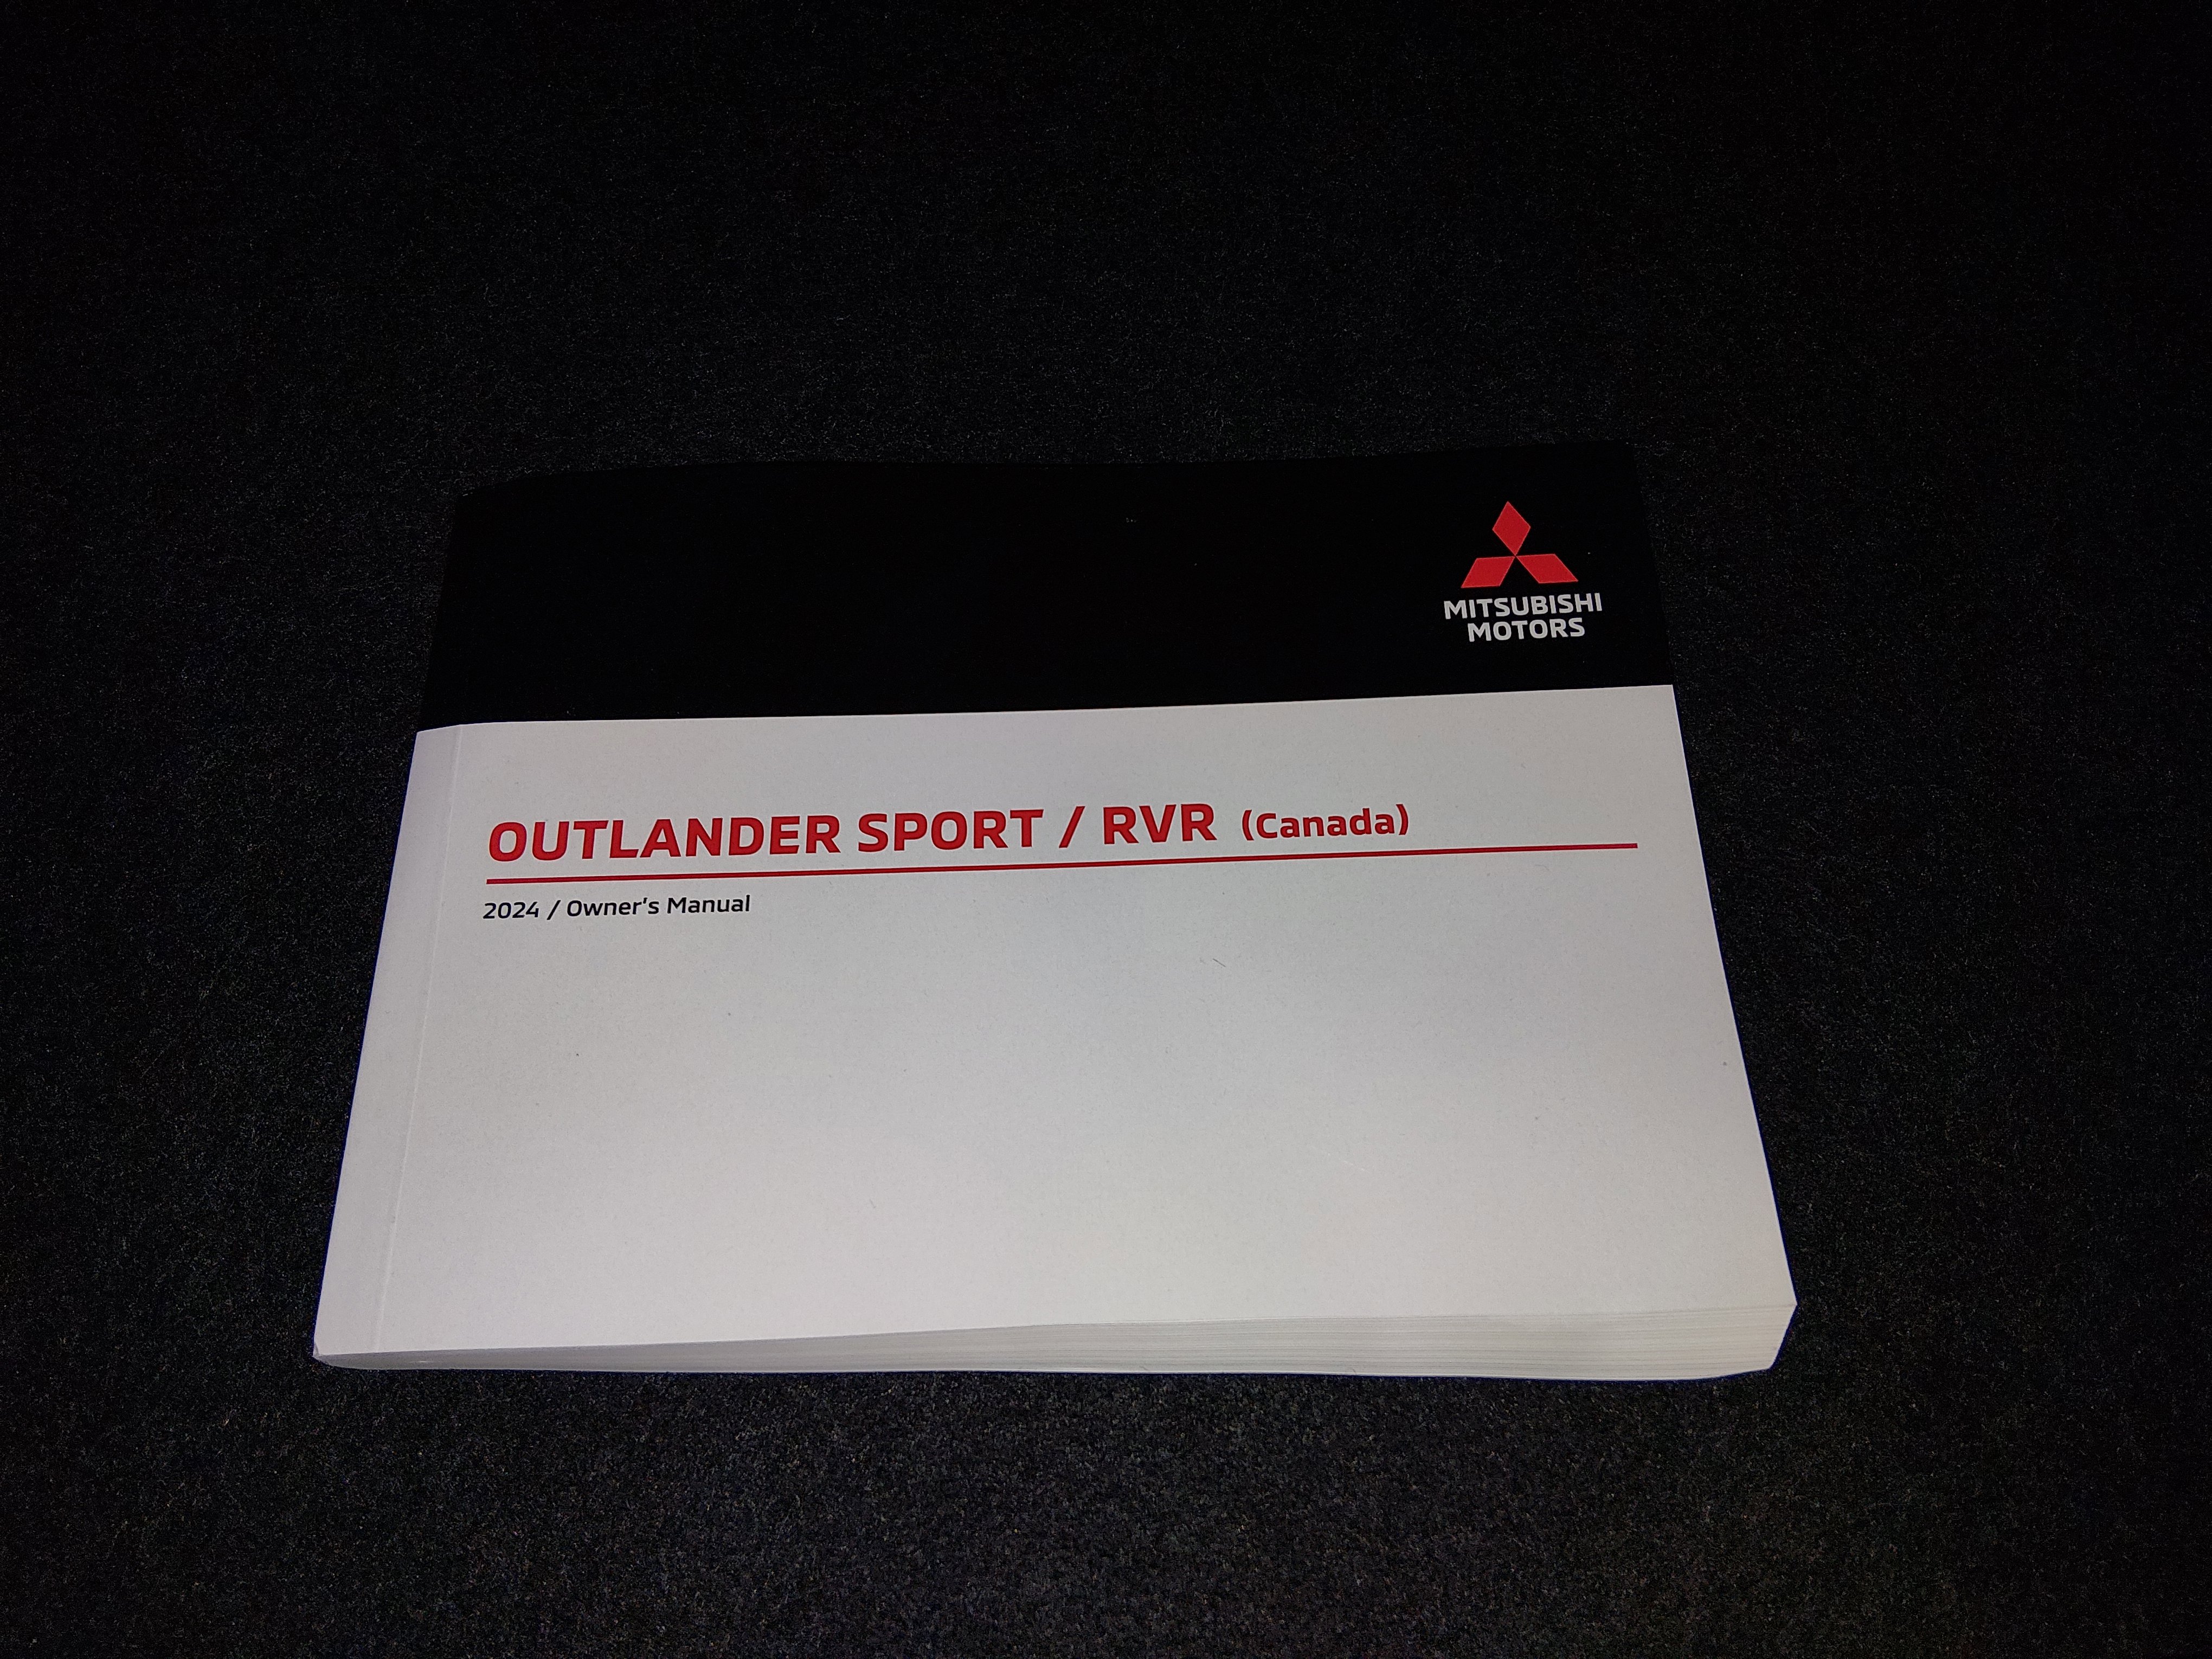 MITSUBISHI
MOTORS
OUTLANDER SPORT / RVR (Canada)
2024 / Owner's Manual